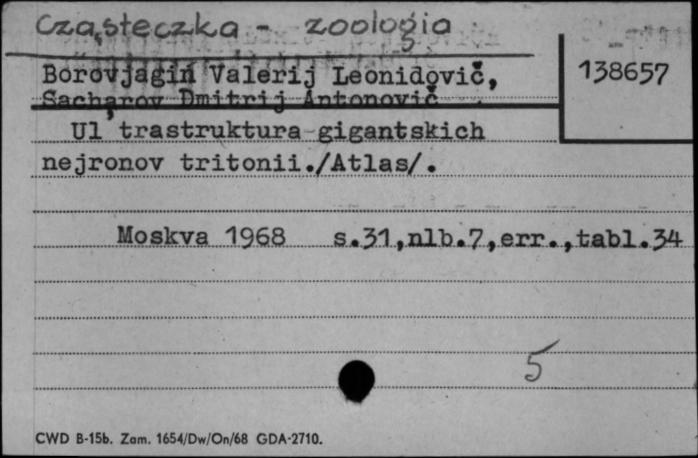 Cząsteczka - zoologia
Borovjagin Valerij Leonidovič,
138657
Sacharov Dmitrij Antonovič
Ul trastruktura gigantskich
nejronov tritonii./Atlas/.
Moskva 1968 s.31,nlb.7,err.,tabl.34
5
CWD B-15b. Zam. 1654/Dw/On/68 GDA-2710.